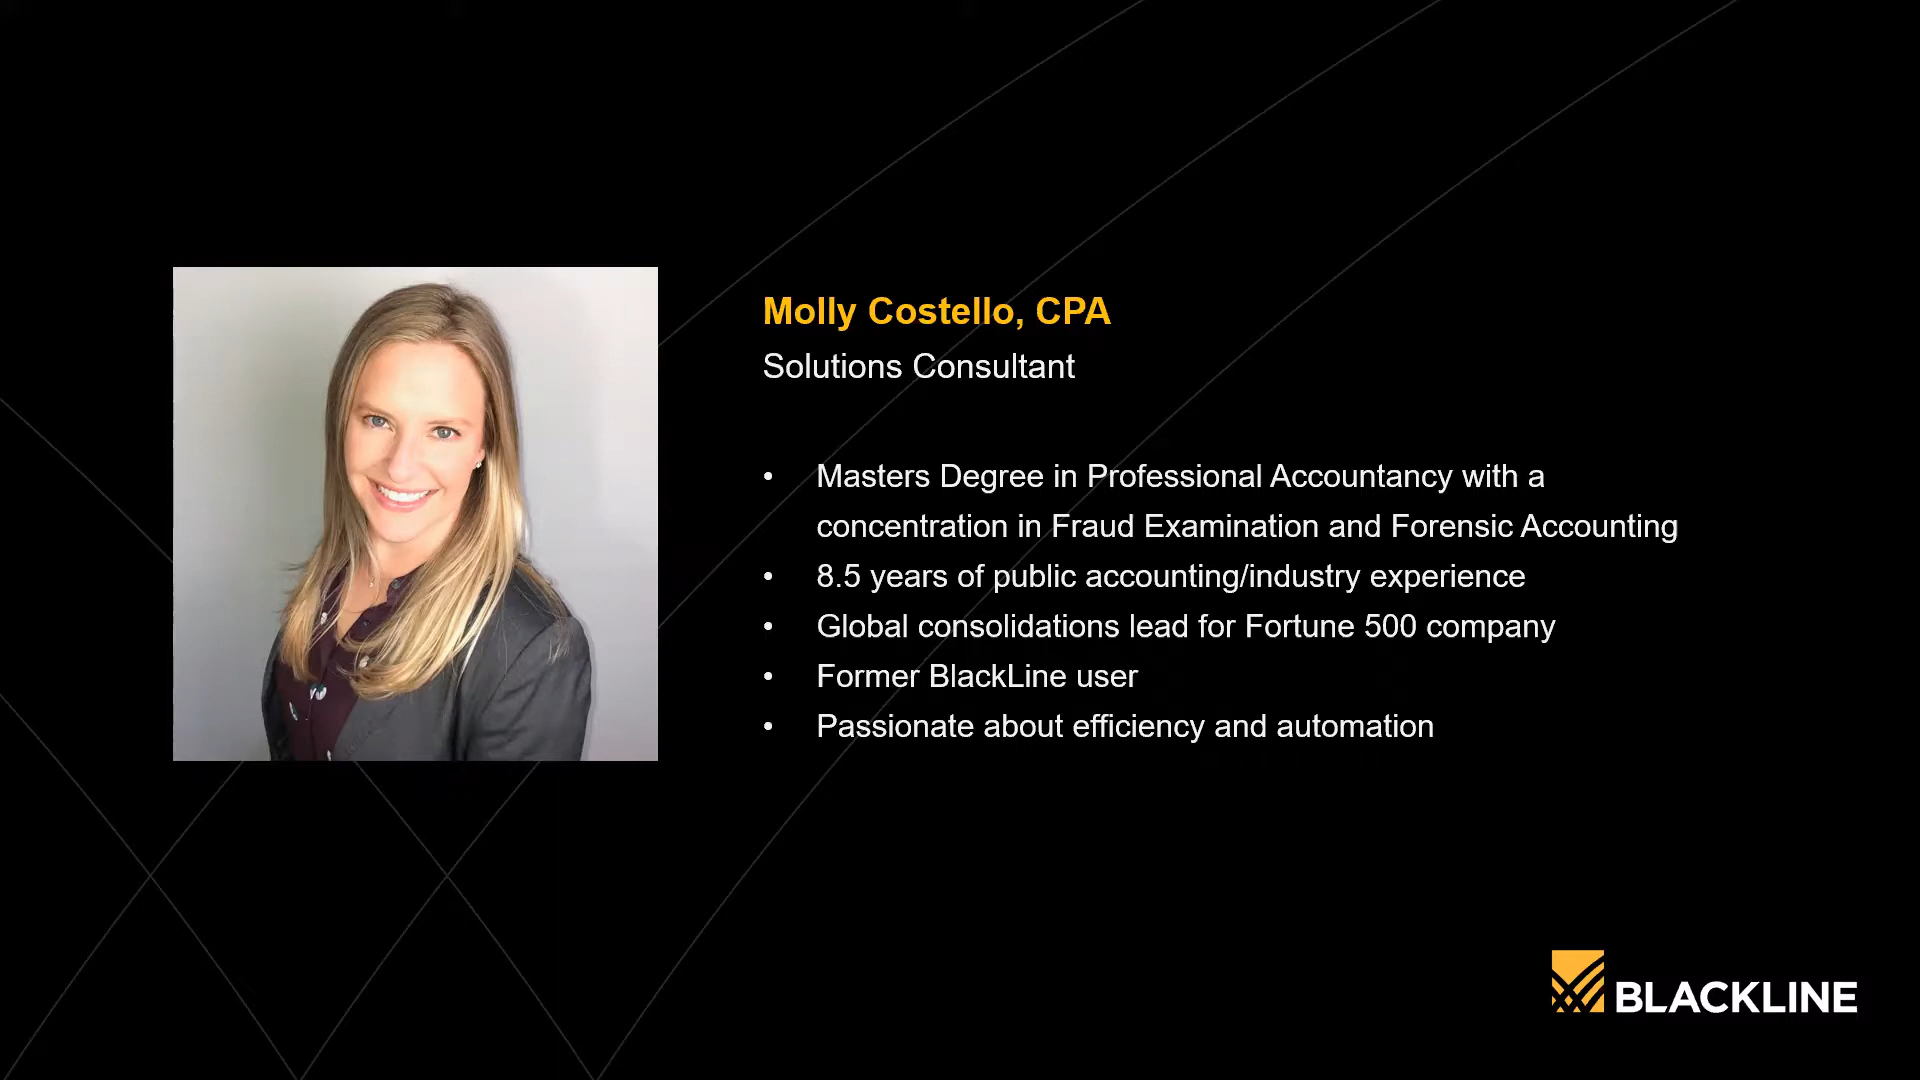 Molly Costello, CPA
Solutions Consultant
• Masters Degree in Professional Accountancy with a
concentration in Fraud Examination and Forensic Accounting
• 8.5 years of public accounting/industry experience
• Global consolidations lead for Fortune 500 company
• Former BlackLine user
• Passionate about efficiency and automation
BLACKLINE